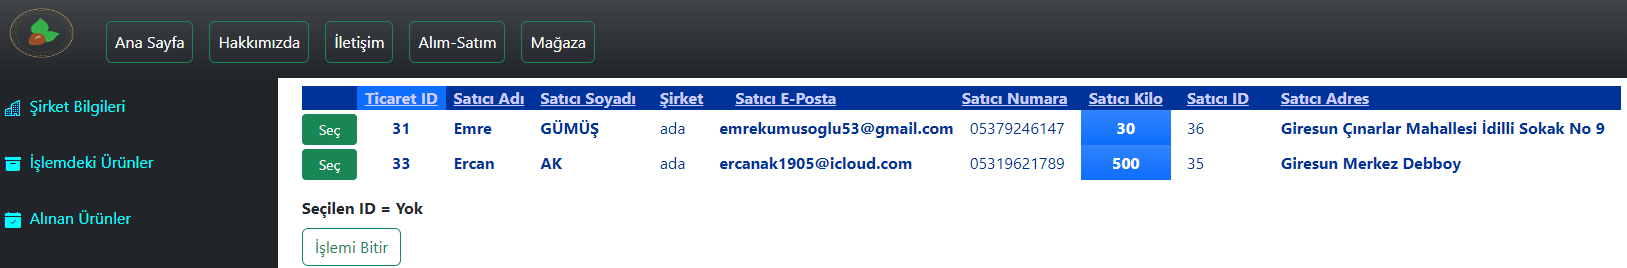 Ana Sayfa Hakkımızda İletişim Alım-Satım Mağaza
Şirket Bilgileri
İşlemdeki Ürünler
Alınan Ürünler
Ticaret ID Satıcı Adı Satıcı Soyadı Şirket Satıcı E-Posta Satıcı Numara Satıcı Kilo Satıcı ID Satıcı Adres
Seç 31 Emre GÜMÜŞ ada emrekumusoglu53@gmail.com 05379246147 30 36 Giresun Çınarlar Mahallesi İdilli Sokak No 9
Seç 33 Ercan AK ada ercanak1905@icloud.com 05319621789 500 35 Giresun Merkez Debboy
Seçilen ID = Yok
İşlemi Bitir